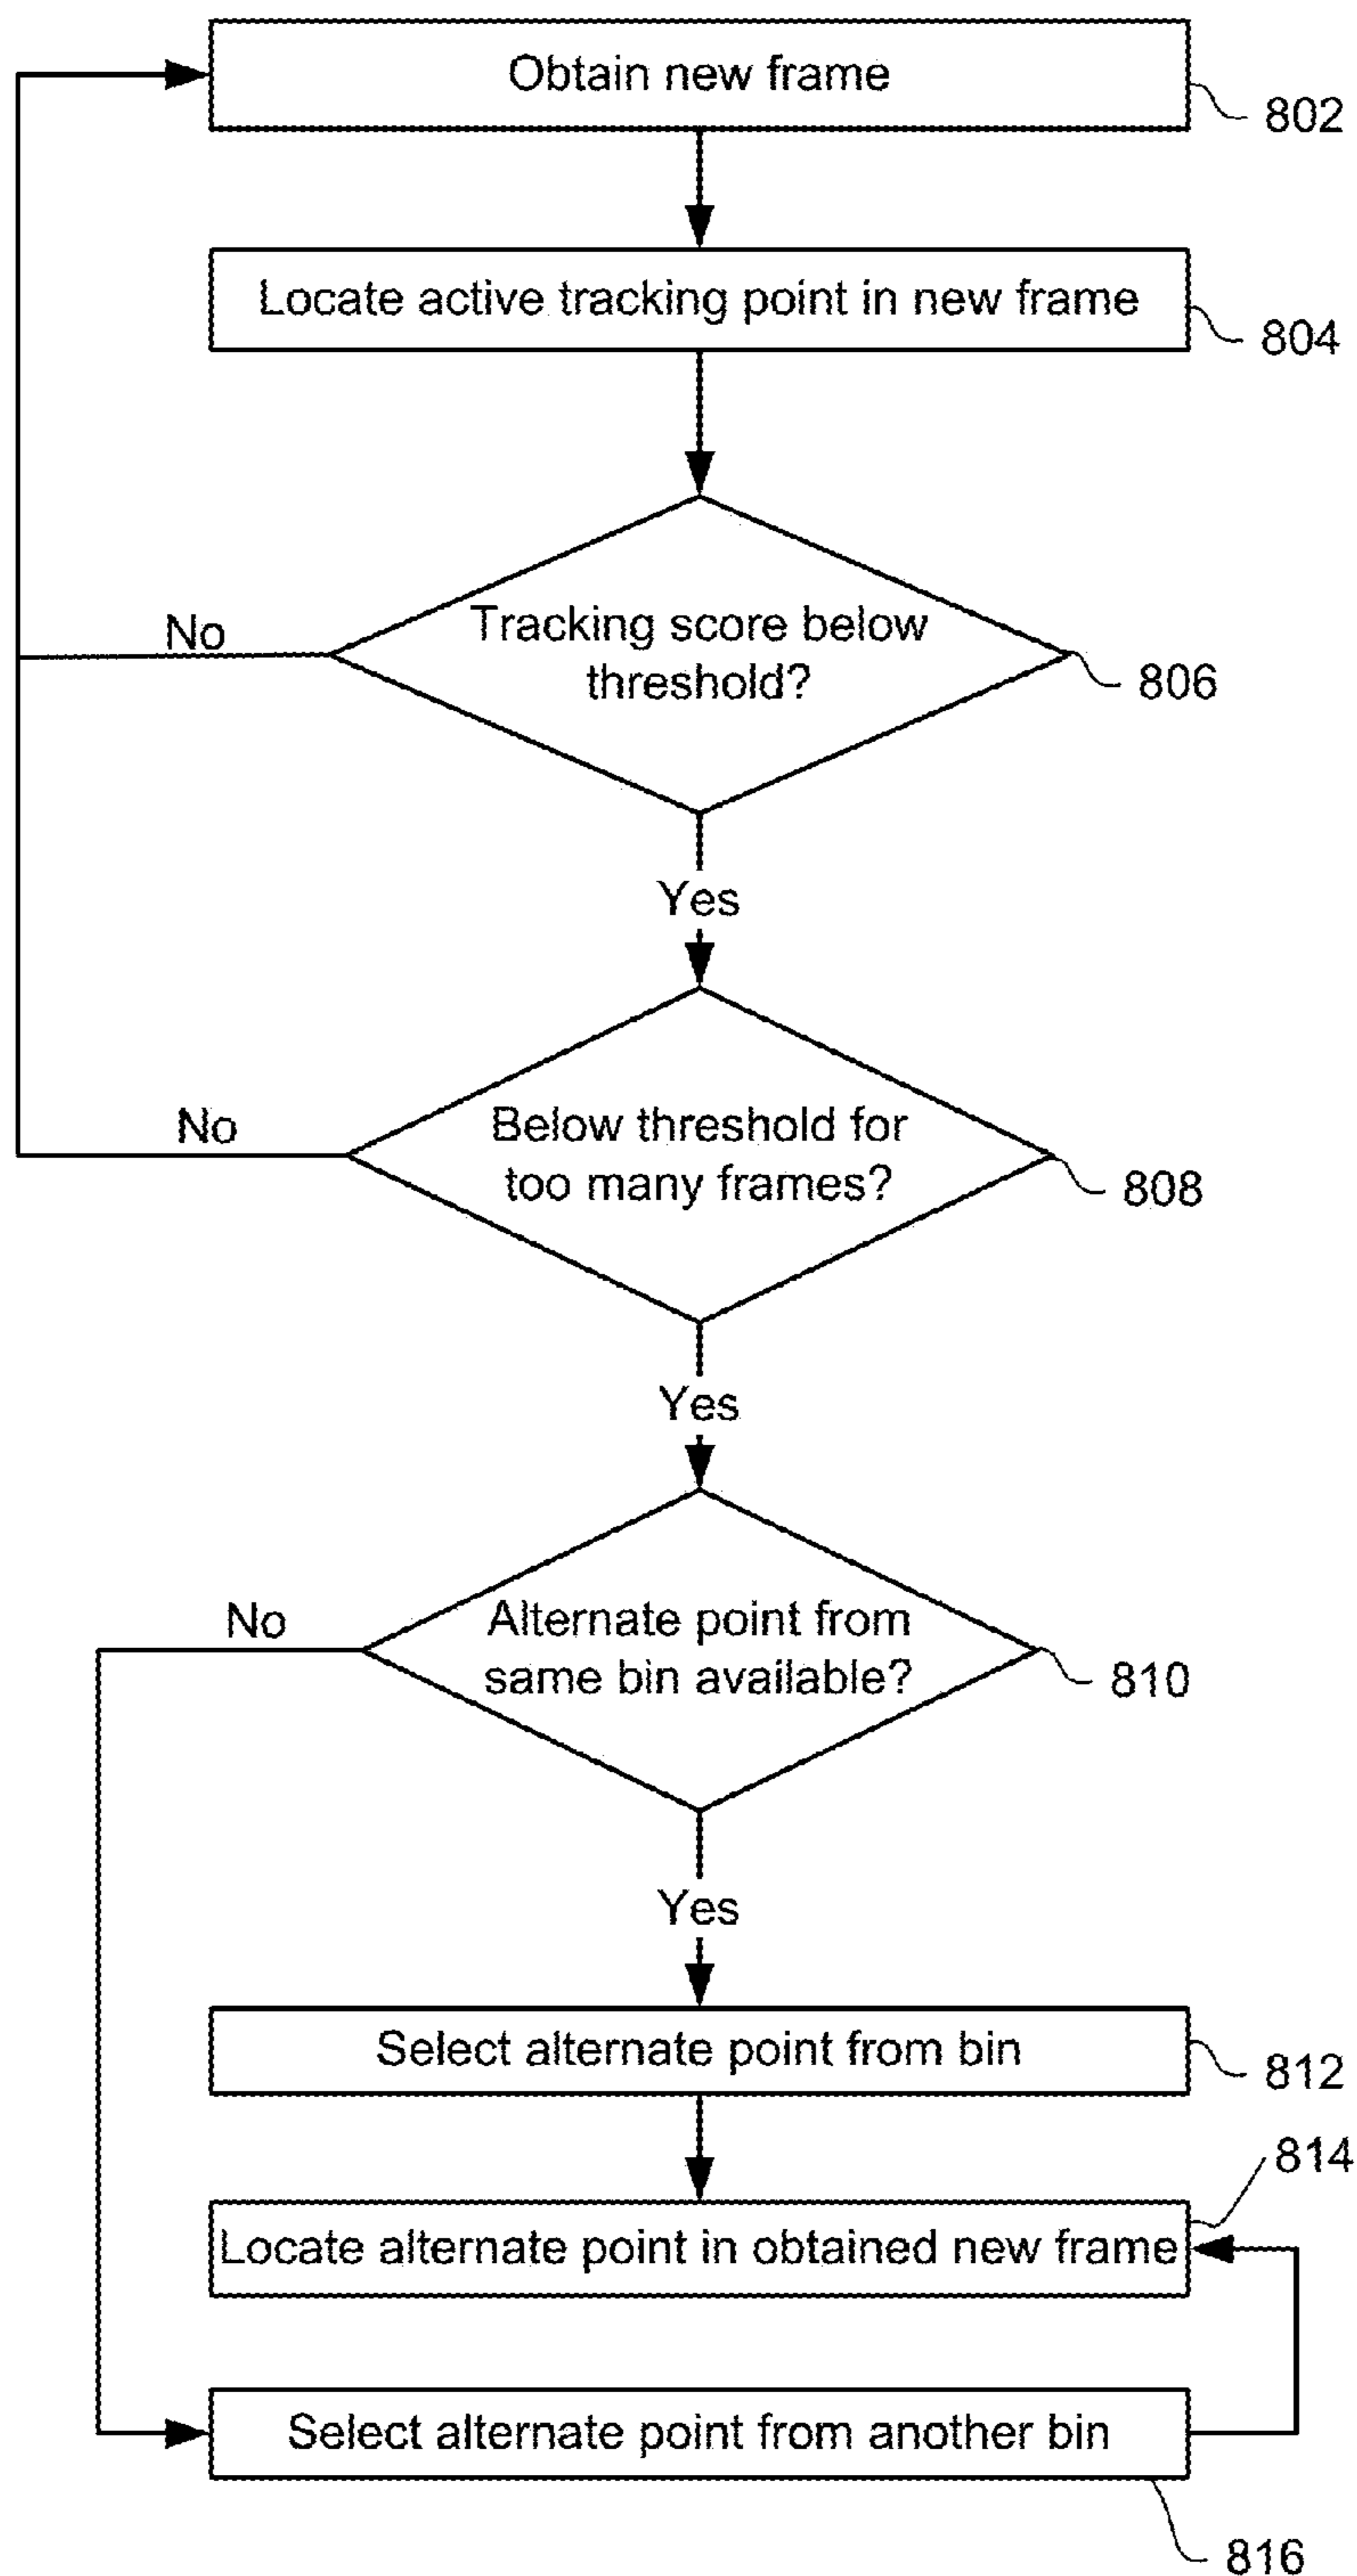 Obtain new frame
802
Locate active tracking point in new frame
804
Tracking score below
threshold?
806
No
Yes
Below threshold for
too many frames?
808
No
Yes
Alternate point from
same bin available?
810
No
Yes
Select alternate point from bin
812
814
Locate alternate point in obtained new frame
Select alternate point from another bin
816